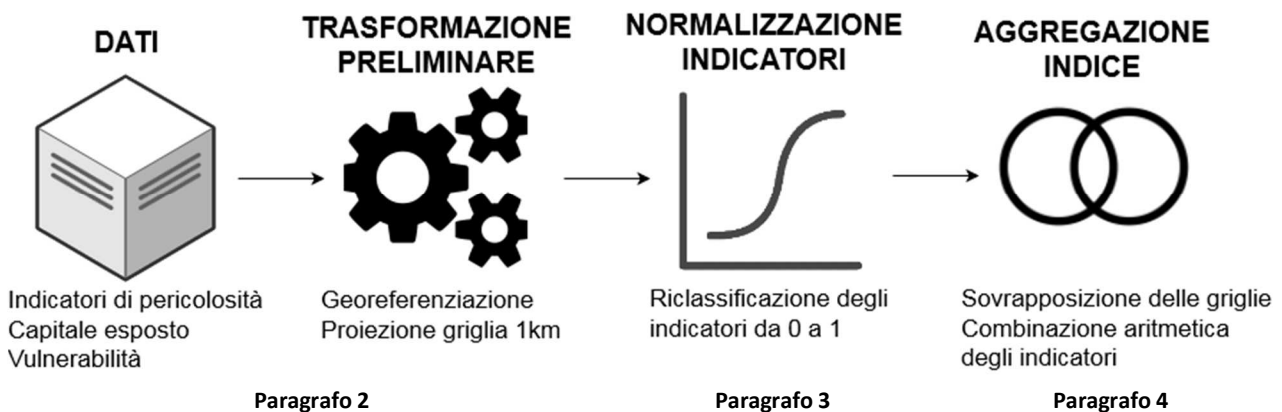 DATI
TRASFORMAZIONE
PRELIMINARE
NORMALIZZAZIONE
INDICATORI
AGGREGAZIONE
INDICE
Indicatori di pericolosità
Capitale esposto
Vulnerabilità
Georeferenziazione
Proiezione griglia 1km
Riclassificazione degli
indicatori da 0 a 1
Sovrapposizione delle griglie
Combinazione aritmetica
degli indicatori
Paragrafo 2
Paragrafo 3
Paragrafo 4